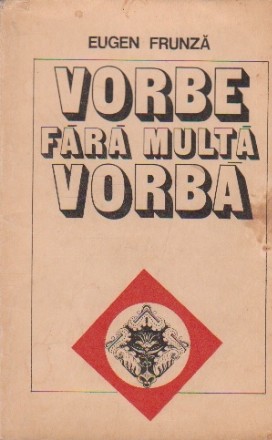 EUGEN FRUNZĂ
VORBE
FĂRĂ MULTĂ
VORBĂ